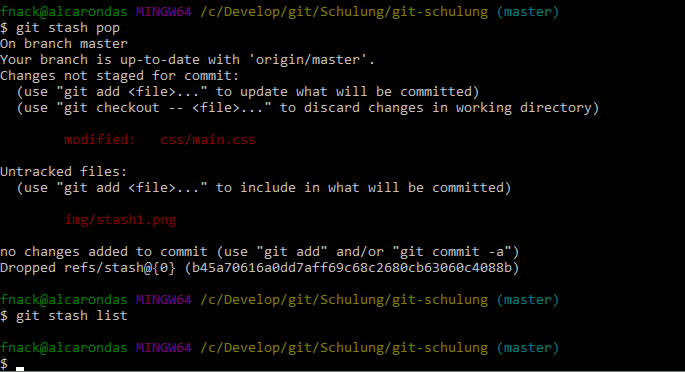 fnack@alcarondas MINGW64 /c/Develop/git/Schulung/git-schulung (master)
$ git stash pop
On branch master
Your branch is up-to-date with 'origin/master'.
Changes not staged for commit:
  (use "git add <file>..." to update what will be committed)
  (use "git checkout -- <file>..." to discard changes in working directory)

        modified:   css/main.css

Untracked files:
  (use "git add <file>..." to include in what will be committed)

        img/stash1.png

no changes added to commit (use "git add" and/or "git commit -a")
Dropped refs/stash@{0} (b45a70616a0dd7aff69c68c2680cb63060c4088b)

fnack@alcarondas MINGW64 /c/Develop/git/Schulung/git-schulung (master)
$ git stash list

fnack@alcarondas MINGW64 /c/Develop/git/Schulung/git-schulung (master)
$